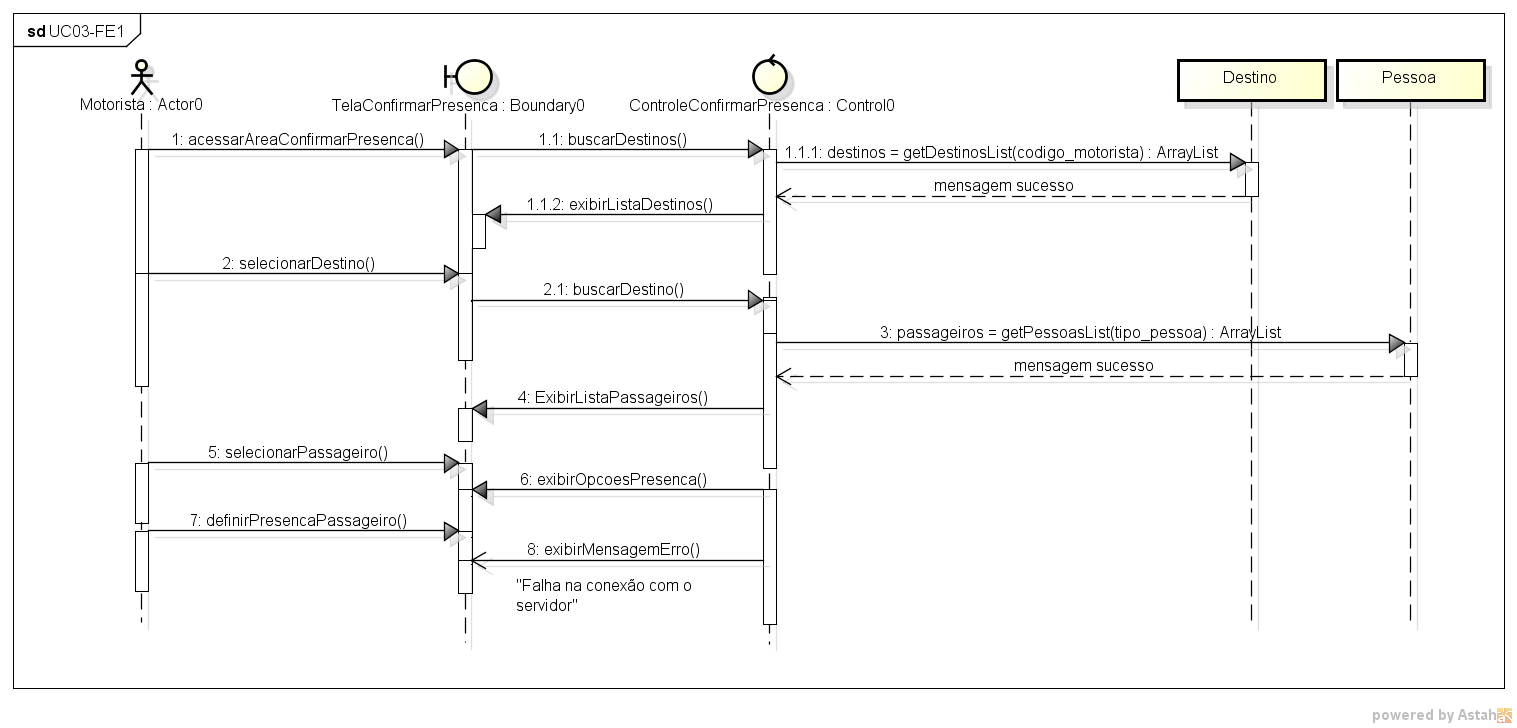 sd UC03-FE1
Destino
Pessoa
Motorista : Actor0
TelaConfirmarPresenca : Boundary0
ControleConfirmarPresenca : Control0
1: acessarAreaConfirmarPresenca()
1.1: buscarDestinos()
1.1.1: destinos = getDestinosList(codigo_motorista) : ArrayList
mensagem sucesso
1.1.2: exibirListaDestinos()
2: selecionarDestino()
2.1: buscarDestino()
3: passageiros = getPessoasList(tipo_pessoa) : ArrayList
mensagem sucesso
4: ExibirListaPassageiros()
5: selecionarPassageiro()
6: exibirOpcoesPresenca()
7: definirPresencaPassageiro()
8: exibirMensagemErro()
"Falha na conexão com o
servidor"
powered by Astah